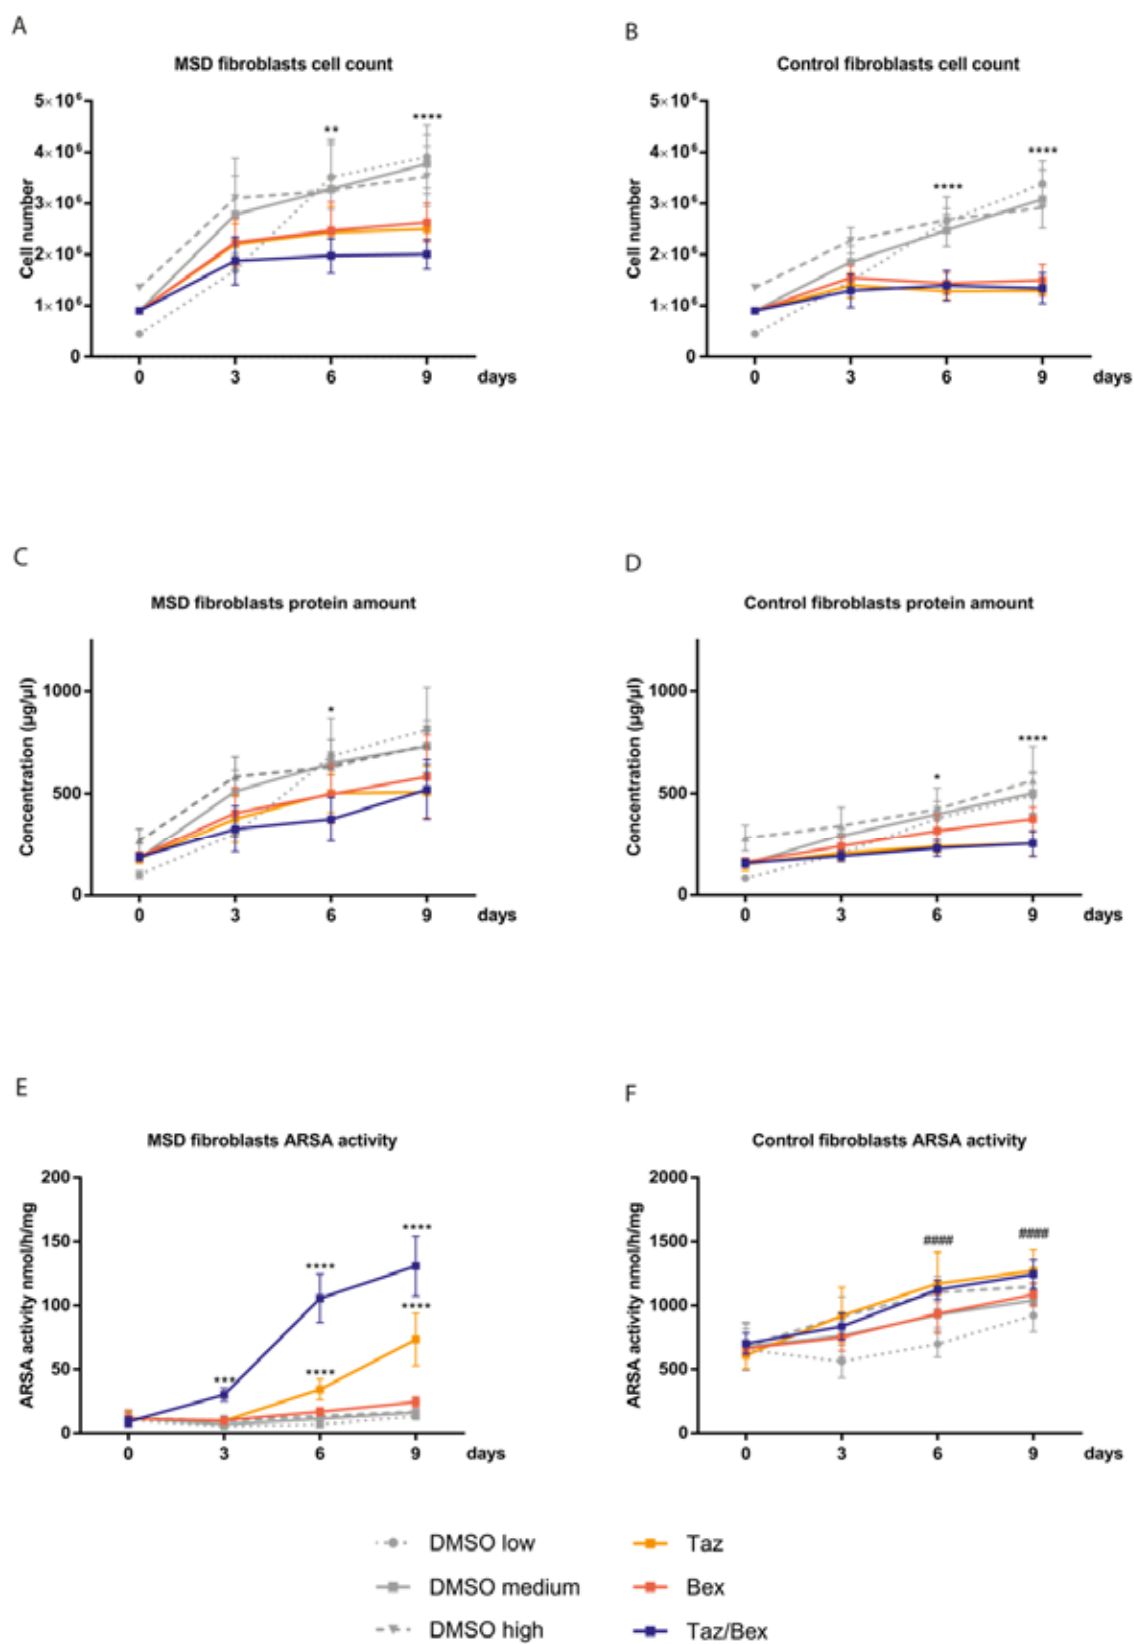 A
MSD fibroblasts cell count
Cell number
5×10⁶
4×10⁶
3×10⁶
2×10⁶
1×10⁶
0
**
****
0 3 6 9 days
B
Control fibroblasts cell count
Cell number
5×10⁶
4×10⁶
3×10⁶
2×10⁶
1×10⁶
0
****
****
0 3 6 9 days
C
MSD fibroblasts protein amount
Concentration (µg/µl)
1000
500
0
*
0 3 6 9 days
D
Control fibroblasts protein amount
Concentration (µg/µl)
1000
500
0
*
****
0 3 6 9 days
E
MSD fibroblasts ARSA activity
ARSA activity nmol/h/mg
200
150
100
50
0
***
****
****
****
****
0 3 6 9 days
F
Control fibroblasts ARSA activity
ARSA activity nmol/h/mg
2000
1500
1000
500
0
####
####
0 3 6 9 days
DMSO low
DMSO medium
DMSO high
Taz
Bex
Taz/Bex